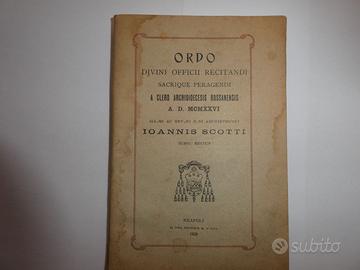 ORDO
DIVINI OFFICII RECITANDI
SACRIQUE PERAGENDI
A CLERO ARCHIDIOECESIS ROSSANENSIS
A. D. MCMXXVI
IOANNIS SCOTTI
NEAPOLI
subito